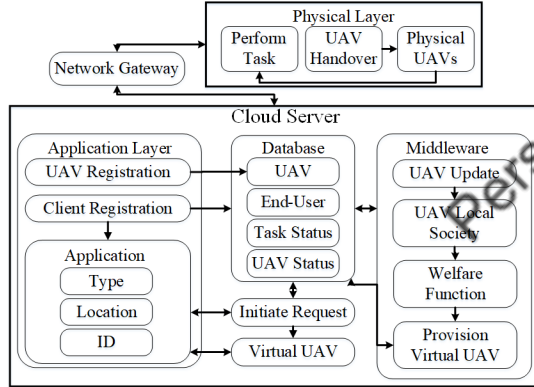 Physical Layer
Perform
Task
UAV
Handover
Physical
UAVs
Network Gateway
Cloud Server
Application Layer
UAV Registration
Client Registration
Application
Type
Location
ID
Database
UAV
End-User
Task Status
UAV Status
Initiate Request
Virtual UAV
Middleware
UAV Update
UAV Local
Society
Welfare
Function
Provision
Virtual UAV
Pers